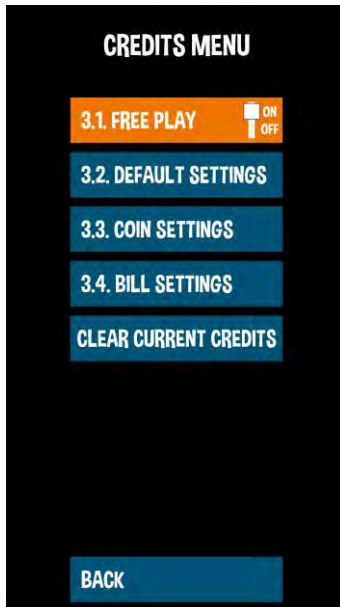 CREDITS MENU
3.1. FREE PLAY
ON
OFF
3.2. DEFAULT SETTINGS
3.3. COIN SETTINGS
3.4. BILL SETTINGS
CLEAR CURRENT CREDITS
BACK